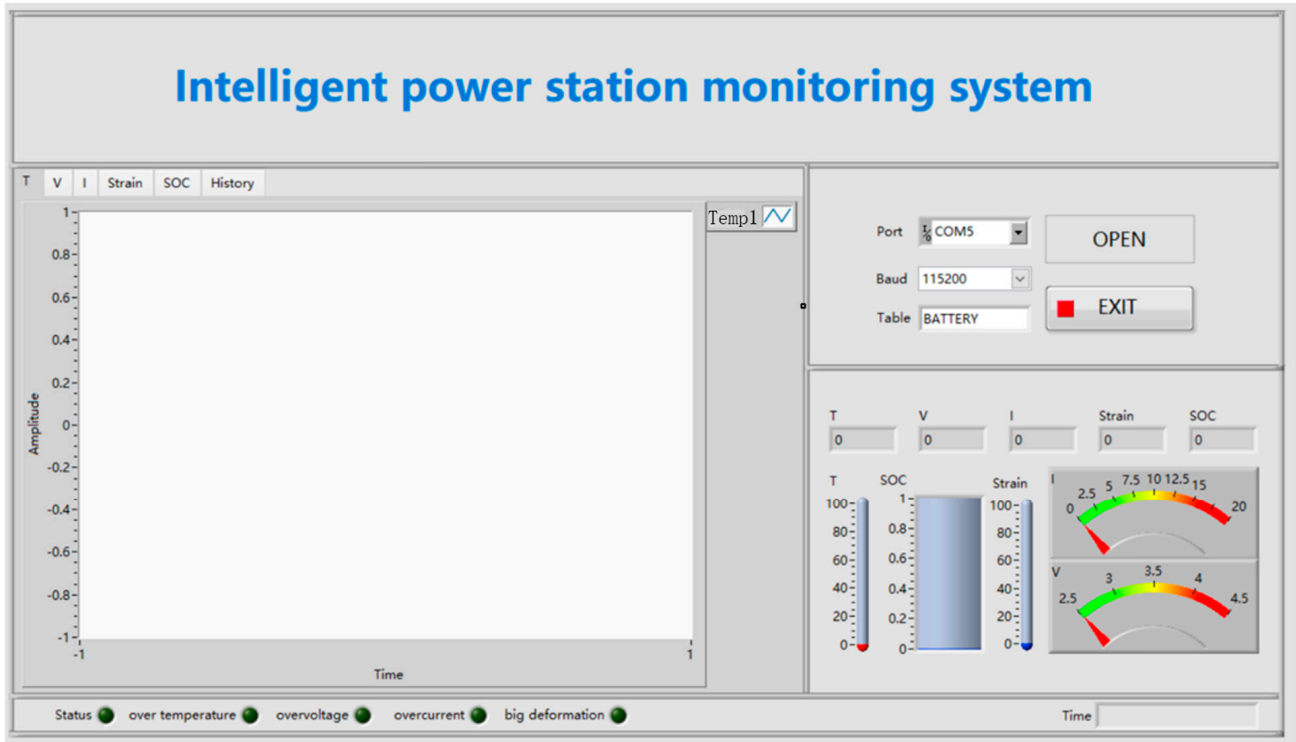 Intelligent power station monitoring system
T V I Strain SOC History
Temp1
1
0.8
0.6
0.4
0.2
0
-0.2
-0.4
-0.6
-0.8
-1
Amplitude
-1 1
Time
Port I/O COM5
OPEN
Baud 115200
EXIT
Table BATTERY
T V I Strain SOC
0 0 0 0 0
T
100
80
60
40
20
0
SOC
1
0.8
0.6
0.4
0.2
0
Strain
100
80
60
40
20
0
I
0 2.5 5 7.5 10 12.5 15 20
V
2.5 3 3.5 4 4.5
Status over temperature overvoltage overcurrent big deformation
Time